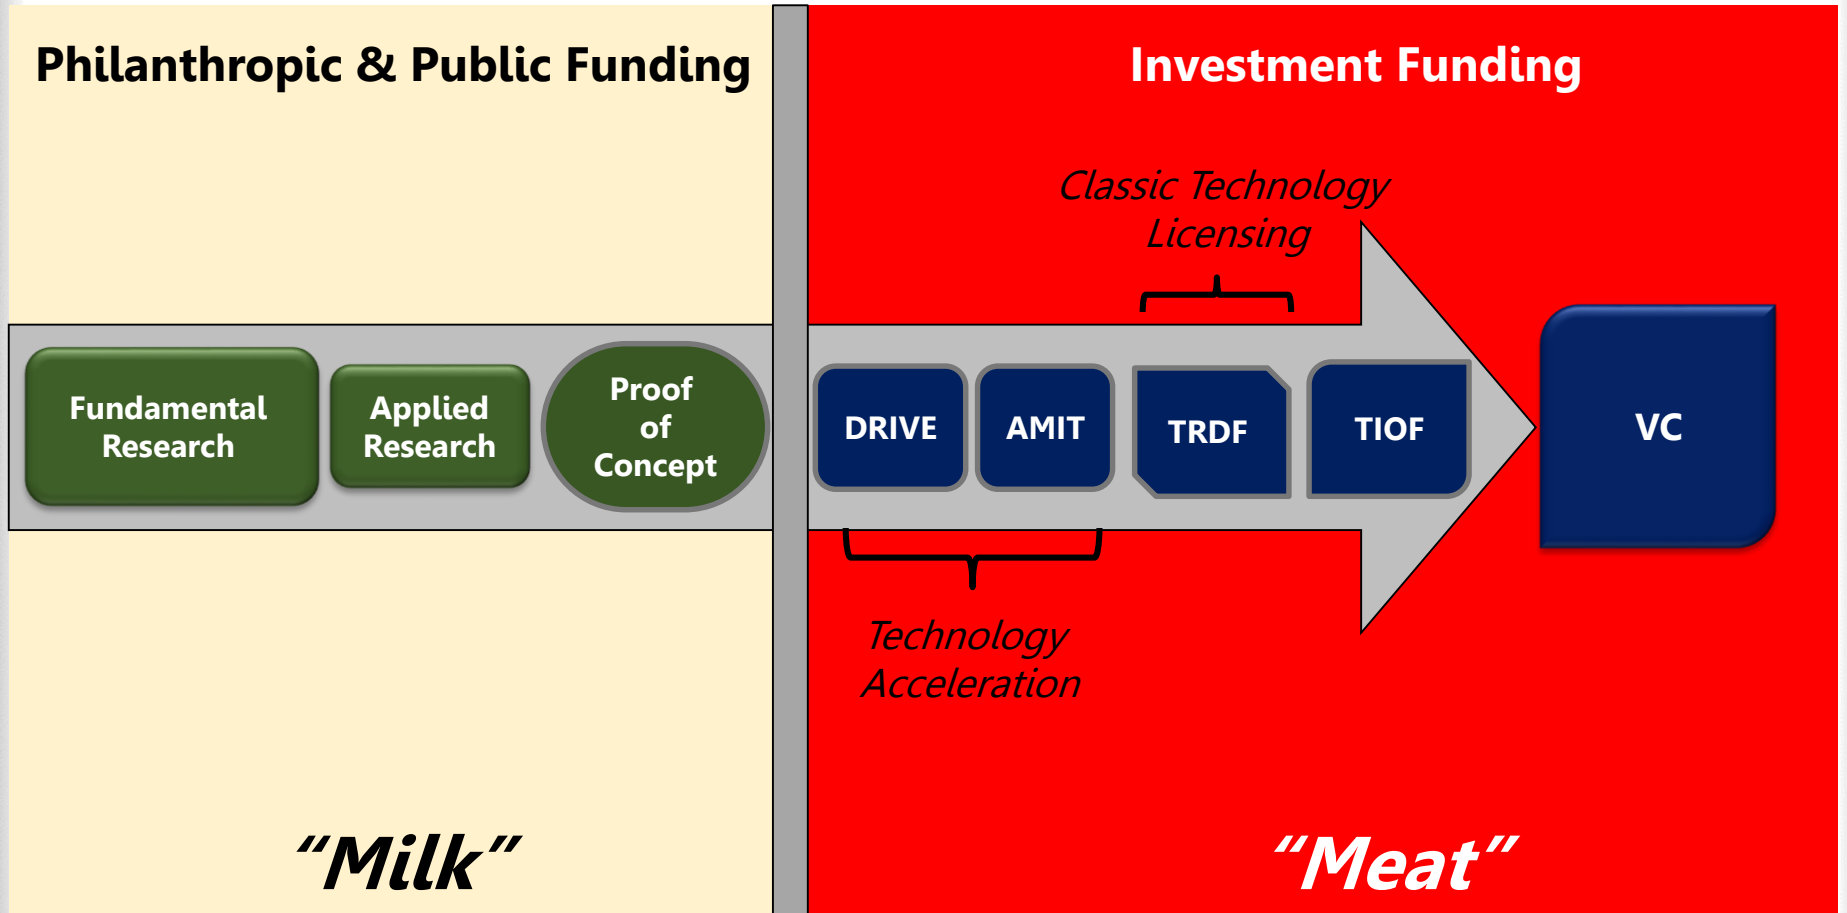 Philanthropic & Public Funding
Investment Funding
Classic Technology
Licensing
Fundamental
Research
Applied
Research
Proof
of
Concept
DRIVE
AMIT
TRDF
TIOF
VC
Technology
Acceleration
“Milk”
“Meat”